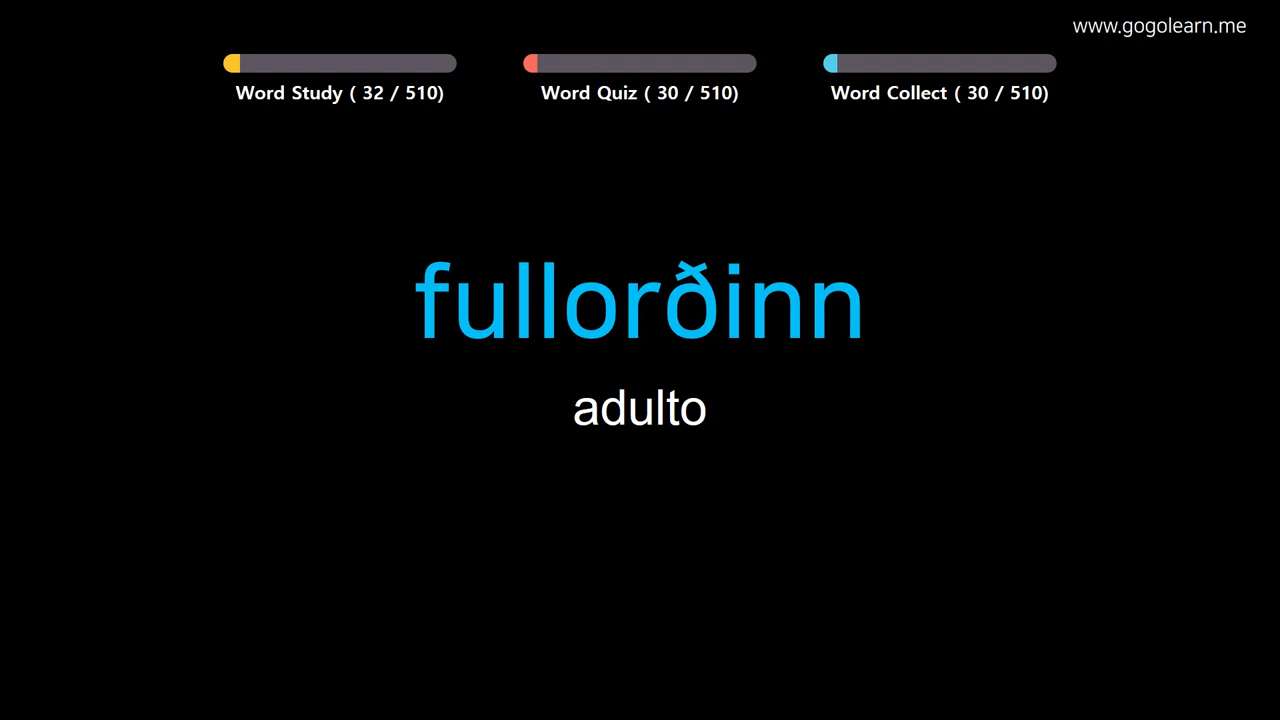 www.gogolearn.me
Word Study ( 32 / 510)
Word Quiz ( 30 / 510)
Word Collect ( 30 / 510)
fullorðinn
adulto